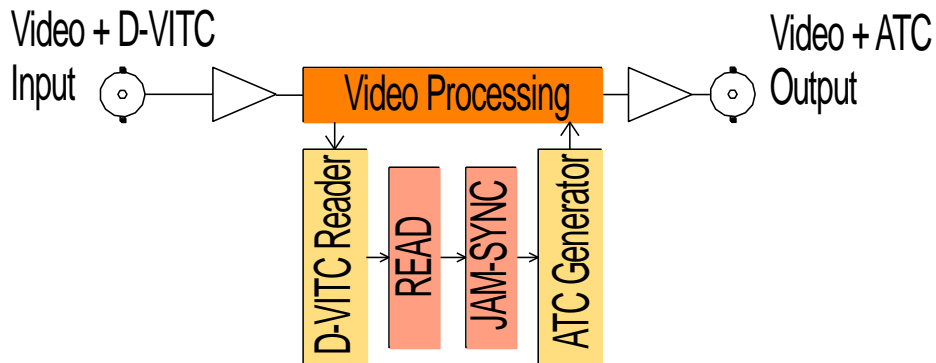 Video + D-VITC
Input
Video Processing
Video + ATC
Output
D-VITC Reader
READ
JAM-SYNC
ATC Generator